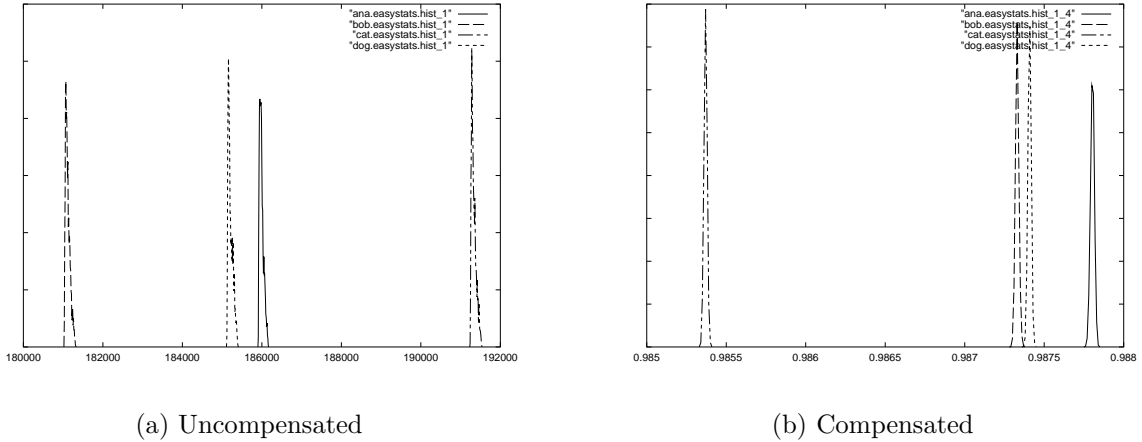 "ana.easystats.hist_1"
"bob.easystats.hist_1"
"cat.easystats.hist_1"
"dog.easystats.hist_1"
180000 182000 184000 186000 188000 190000 192000
(a) Uncompensated
"ana.easystats.hist_1_4"
"bob.easystats.hist_1_4"
"cat.easystats.hist_1_4"
"dog.easystats.hist_1_4"
0.985 0.9855 0.986 0.9865 0.987 0.9875 0.988
(b) Compensated